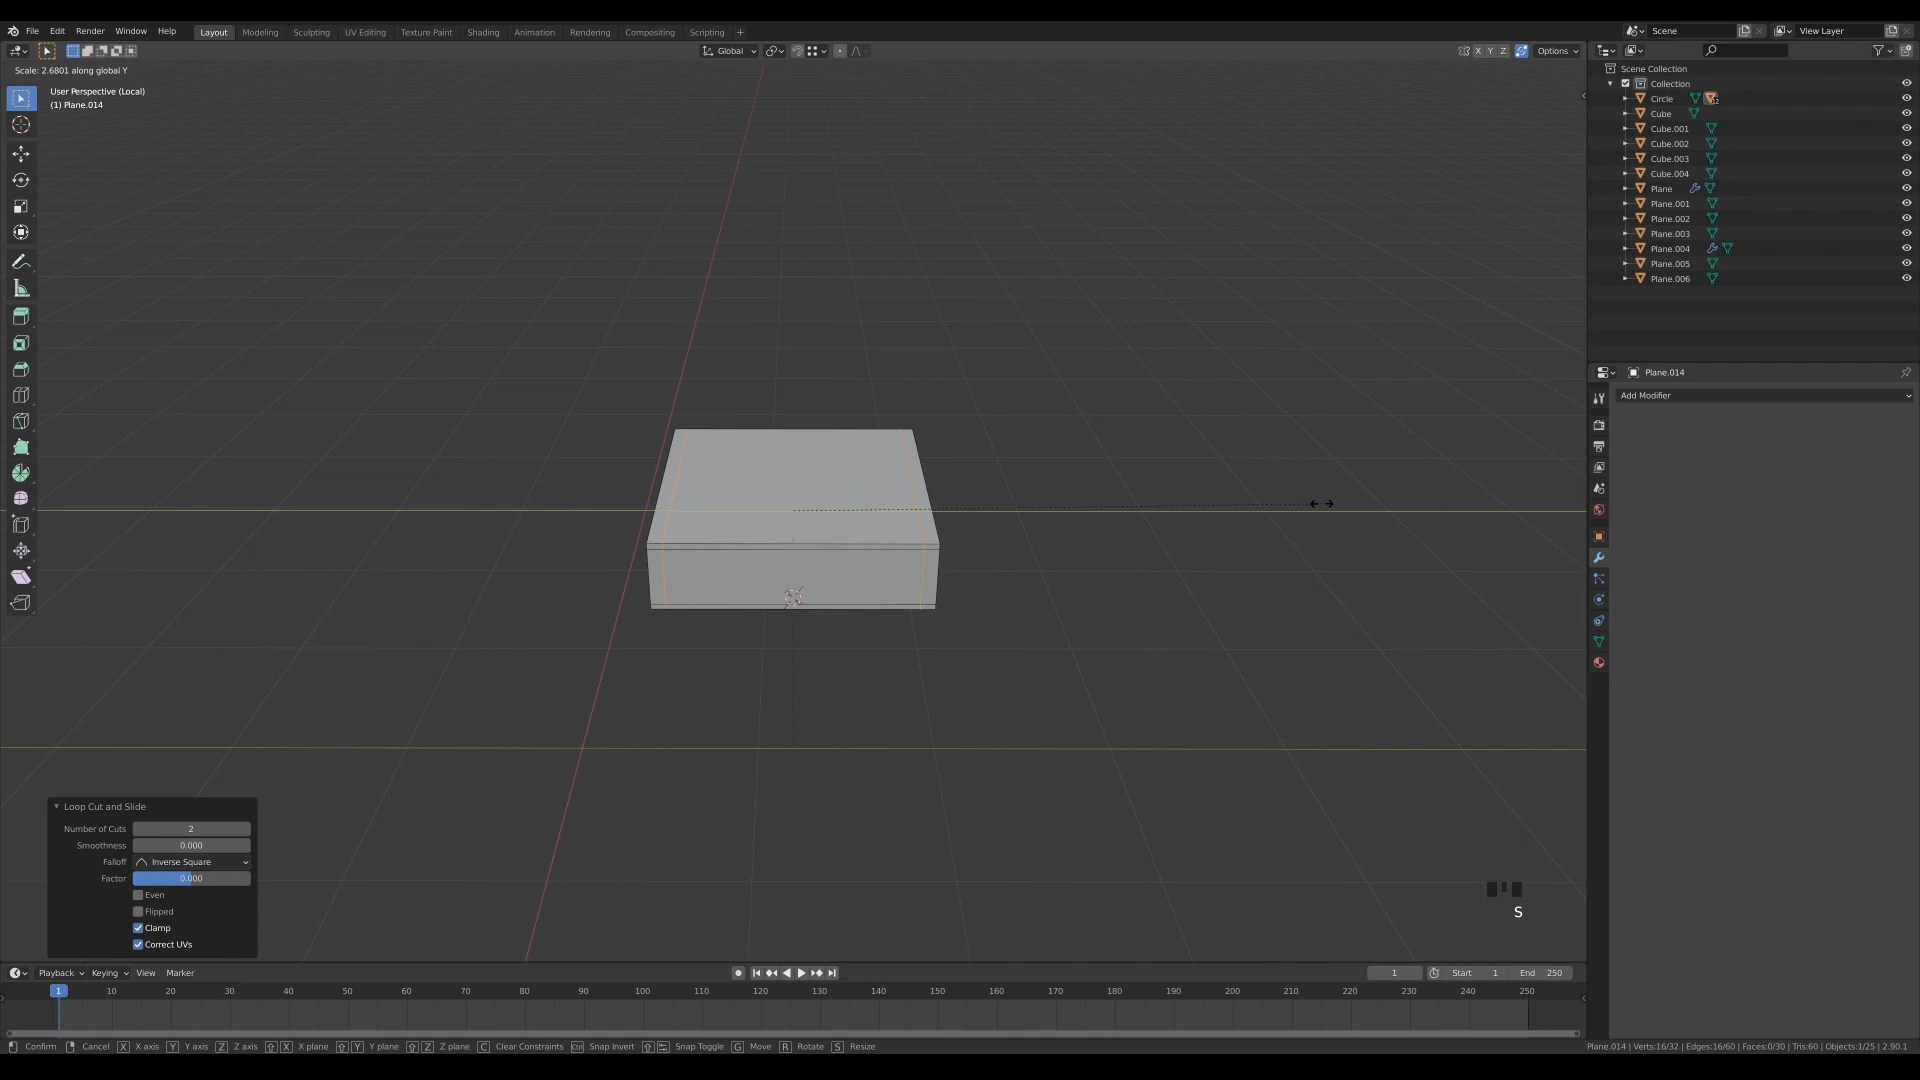 File Edit Render Window Help Layout Modeling Sculpting UV Editing Texture Paint Shading Animation Rendering Compositing Scripting + Scene View Layer
Global X Y Z Options
Scale: 2.6801 along global Y
User Perspective (Local)
(1) Plane.014
Scene Collection
Collection
Circle 12
Cube
Cube.001
Cube.002
Cube.003
Cube.004
Plane
Plane.001
Plane.002
Plane.003
Plane.004
Plane.005
Plane.006
Plane.014
Add Modifier
Loop Cut and Slide
Number of Cuts 2
Smoothness 0.000
Falloff Inverse Square
Factor 0.000
Even
Flipped
Clamp
Correct UVs
S
Playback Keying View Marker 1 Start 1 End 250
1 10 20 30 40 50 60 70 80 90 100 110 120 130 140 150 160 170 180 190 200 210 220 230 240 250
Confirm Cancel X X axis Y Y axis Z Z axis X X plane Y Y plane Z Z plane C Clear Constraints Ctrl Snap Invert Snap Toggle G Move R Rotate S Resize Plane.014 | Verts:16/32 | Edges:16/60 | Faces:0/30 | Tris:60 | Objects:1/25 | 2.90.1